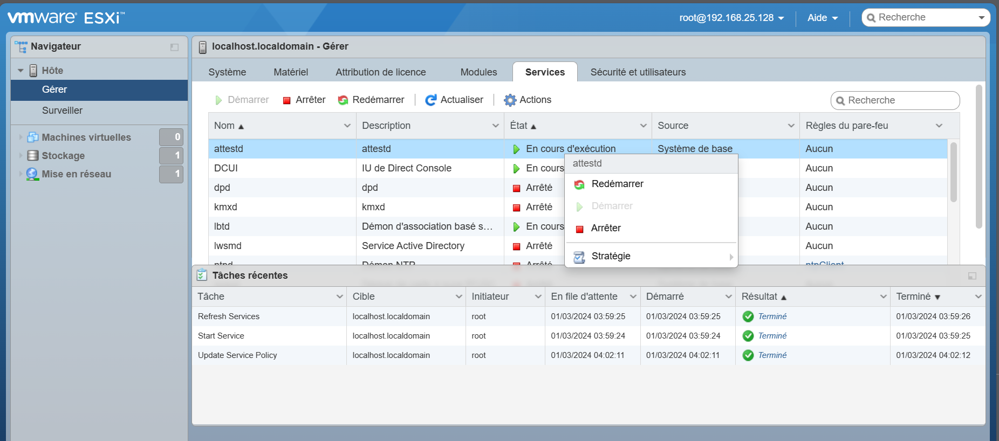 vmware® ESXi™
root@192.168.25.128
Aide
Recherche
Navigateur
Hôte
Gérer
Surveiller
Machines virtuelles 0
Stockage 1
Mise en réseau 1
localhost.localdomain - Gérer
Système Matériel Attribution de licence Modules Services Sécurité et utilisateurs
Démarrer Arrêter Redémarrer Actualiser Actions Recherche
Nom Description État Source Règles du pare-feu
attestd attestd En cours d'exécution Système de base Aucun
DCUI IU de Direct Console En cours Aucun
dpd dpd Arrêté Aucun
kmxd kmxd Arrêté Aucun
lbtd Démon d'association basé s... En cours Aucun
lwsmd Service Active Directory Arrêté Aucun
ntpd Démon NTP Arrêté ntpClient
attestd
Redémarrer
Démarrer
Arrêter
Stratégie
Tâches récentes
Tâche Cible Initiateur En file d'attente Démarré Résultat Terminé
Refresh Services localhost.localdomain root 01/03/2024 03:59:25 01/03/2024 03:59:25 Terminé 01/03/2024 03:59:26
Start Service localhost.localdomain root 01/03/2024 03:59:24 01/03/2024 03:59:24 Terminé 01/03/2024 03:59:25
Update Service Policy localhost.localdomain root 01/03/2024 04:02:11 01/03/2024 04:02:11 Terminé 01/03/2024 04:02:12